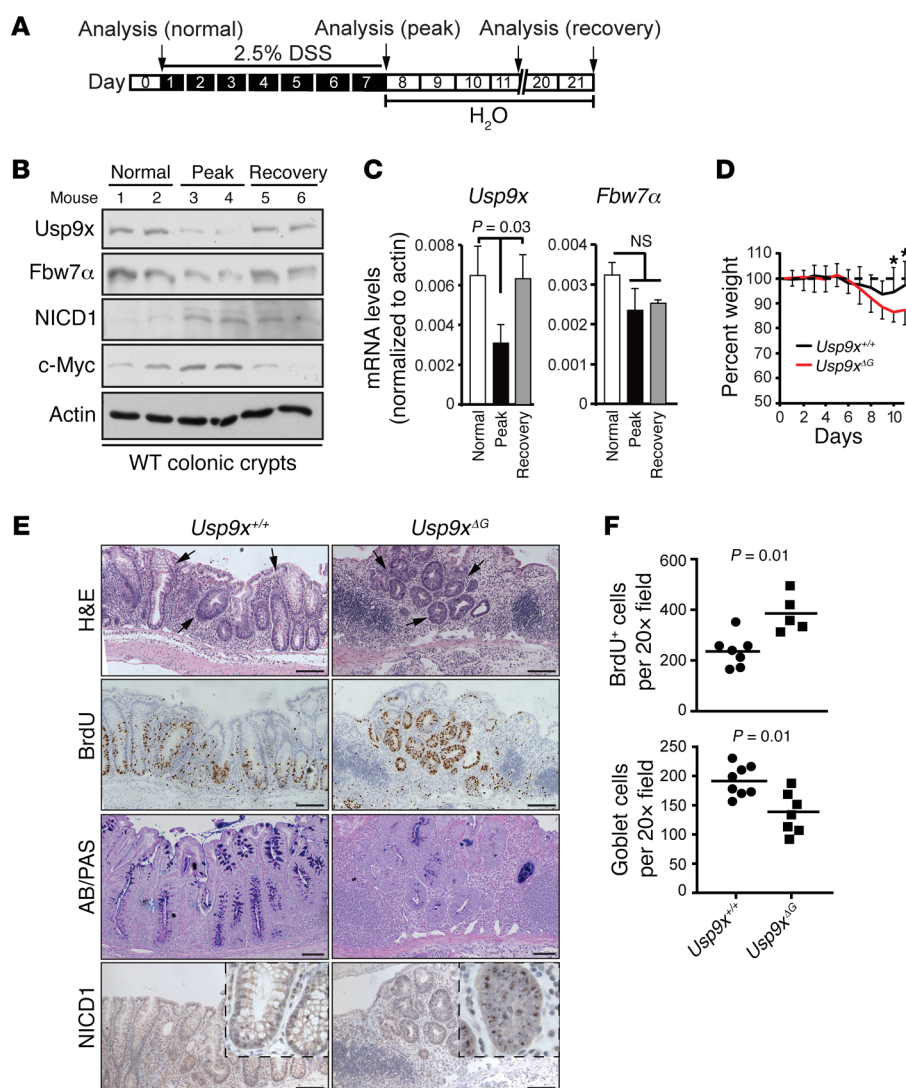 A
Analysis (normal) Analysis (peak) Analysis (recovery)
2.5% DSS
Day 0 1 2 3 4 5 6 7 8 9 10 11 20 21
H₂O
B
Normal Peak Recovery
Mouse 1 2 3 4 5 6
Usp9x
Fbw7α
NICD1
c-Myc
Actin
WT colonic crypts
C
Usp9x Fbw7α
mRNA levels
(normalized to actin)
P = 0.03
0.008
0.006
0.004
0.002
0.000
Normal
Peak
Recovery
NS
0.004
0.003
0.002
0.001
0.000
Normal
Peak
Recovery
D
Percent weight
110
100
90
80
70
60
50
* *
Usp9x+/+
UspxΔG
0 2 4 6 8 10
Days
E
Usp9x+/+ Usp9xΔG
H&E
BrdU
AB/PAS
NICD1
F
BrdU+ cells
per 20× field
P = 0.01
600
400
200
0
Goblet cells
per 20× field
P = 0.01
250
200
150
100
50
0
Usp9x+/+
Usp9xΔG